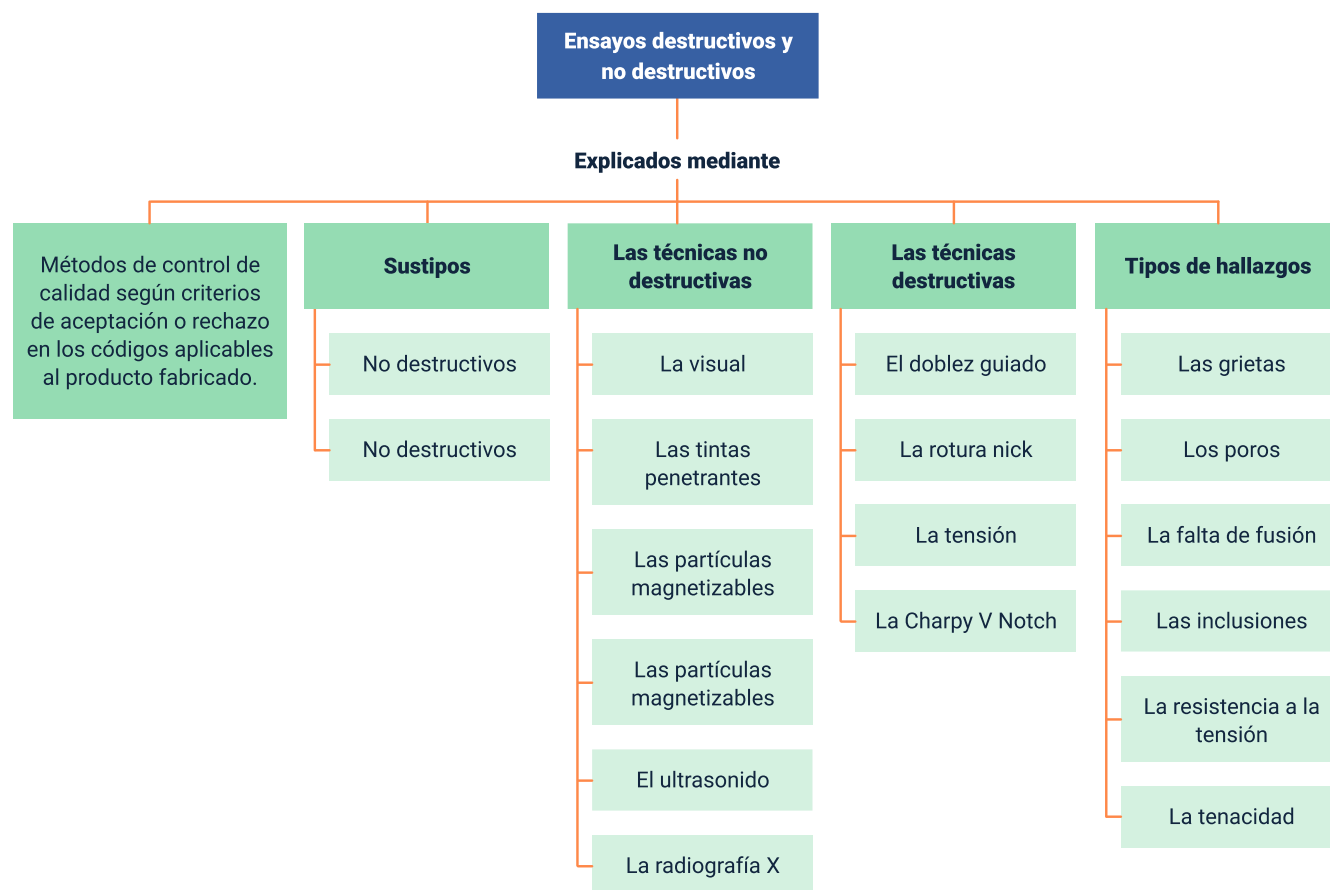 Ensayos destructivos y
no destructivos
Explicados mediante
Métodos de control de
calidad según criterios
de aceptación o rechazo
en los códigos aplicables
al producto fabricado.
Sustipos
No destructivos
No destructivos
Las técnicas no
destructivas
La visual
Las tintas
penetrantes
Las partículas
magnetizables
Las partículas
magnetizables
El ultrasonido
La radiografía X
Las técnicas
destructivas
El doblez guiado
La rotura nick
La tensión
La Charpy V Notch
Tipos de hallazgos
Las grietas
Los poros
La falta de fusión
Las inclusiones
La resistencia a la
tensión
La tenacidad